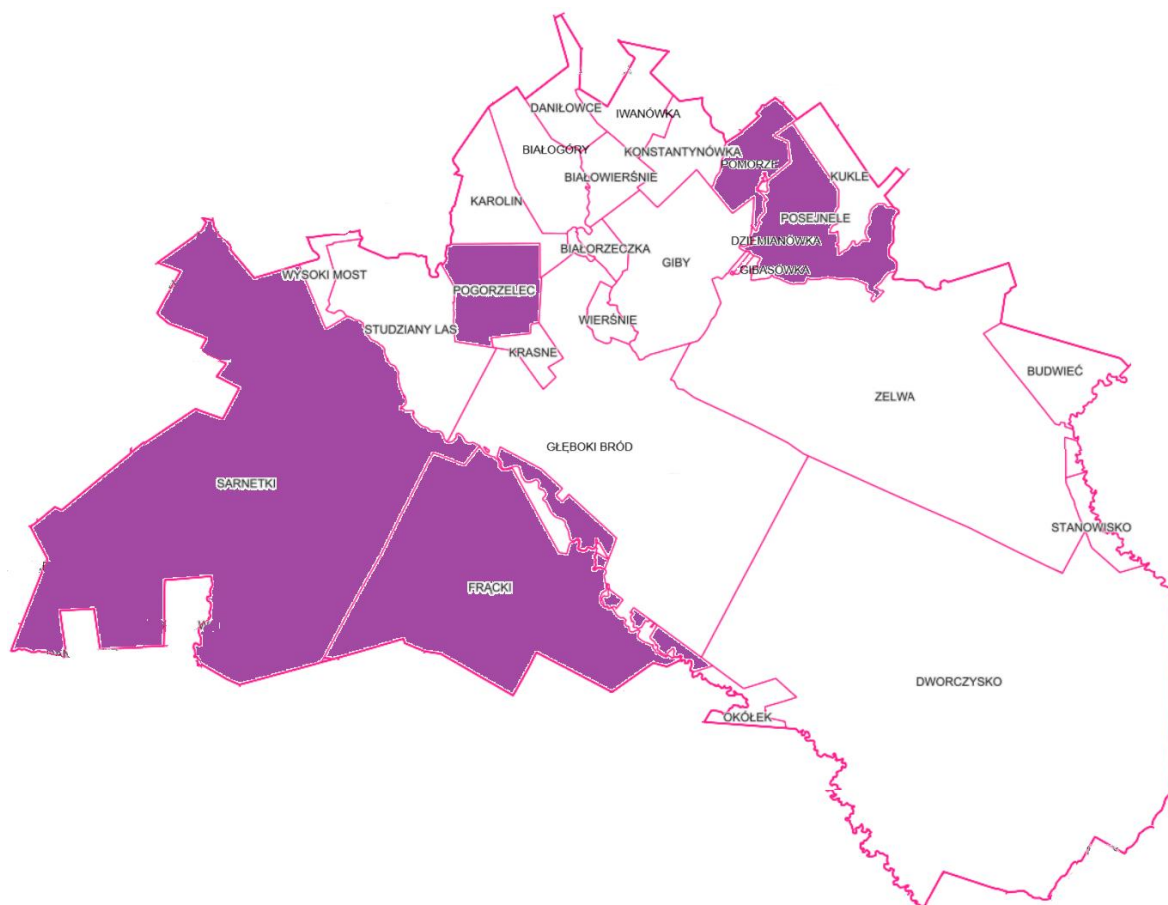 DANIŁOWCE
IWANÓWKA
BIAŁOGÓRY
KONSTANTYNÓWKA
POMORZE
BIAŁOWIERŚNIE
KUKLE
KAROLIN
POSEJNELE
DZIEMIANÓWKA
BIAŁORZECZKA
GIBY
GIBASÓWKA
WYSOKI MOST
POGORZELEC
WIERŚNIE
STUDZIANY LAS
KRASNE
BUDWIEĆ
ZELWA
GŁĘBOKI BRÓD
SARNETKI
STANOWISKO
FRĄCKI
DWORCZYSKO
OKÓŁEK